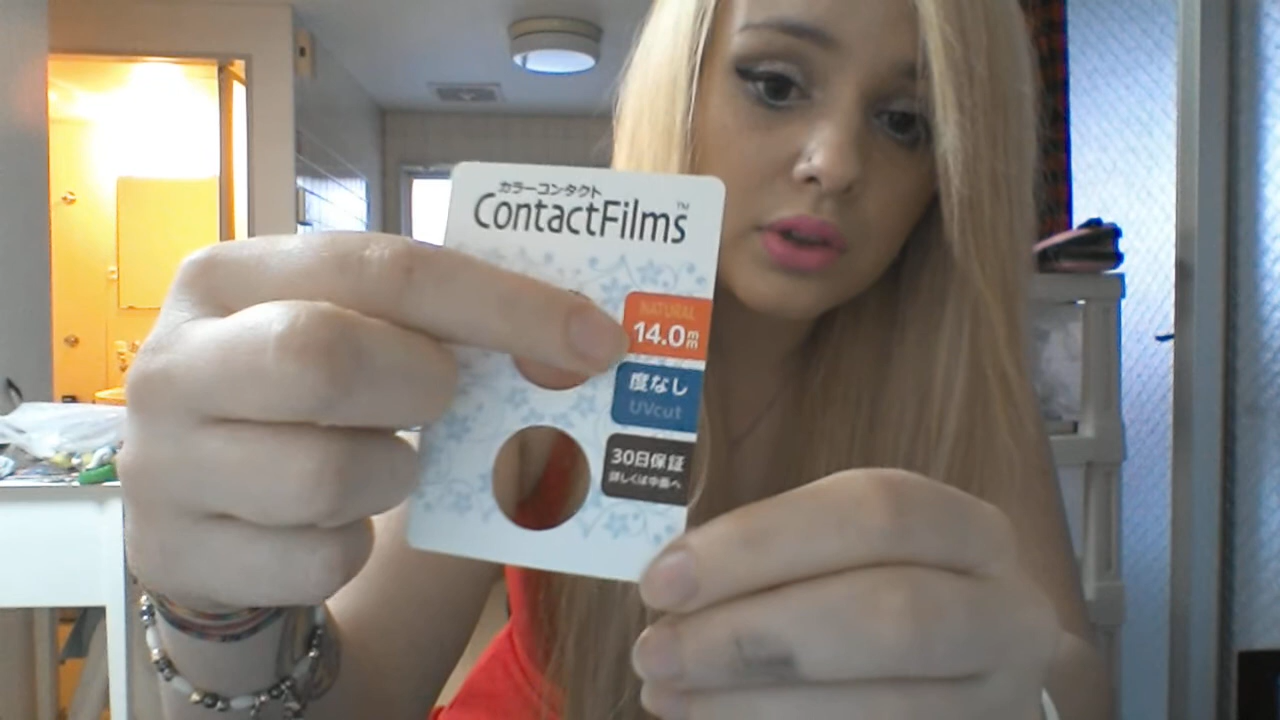 カラーコンタクト
ContactFilms™
NATURAL
14.0mm
度なし
UVcut
30日保証
詳しくは中面へ